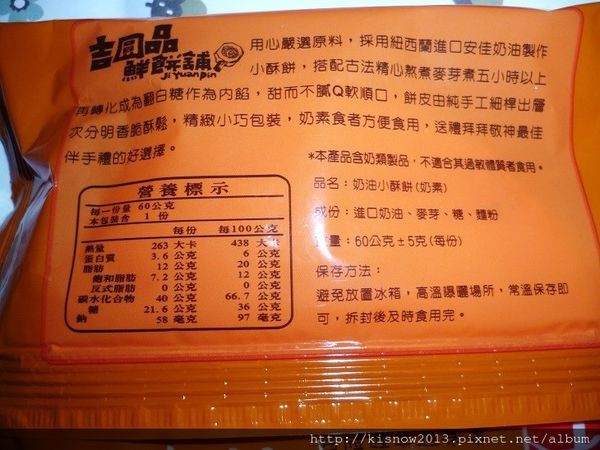 吉圓品
鮮餅舖
JiYuanpin
用心嚴選原料，採用紐西蘭進口安佳奶油製作
小酥餅，搭配古法精心熬煮麥芽煮五小時以上
再轉化成為翻白糖作為內餡，甜而不膩Q軟順口，餅皮由純手工細桿出層
次分明香脆酥鬆，精緻小巧包裝，奶素食者方便食用，送禮拜拜敬神最佳
伴手禮的好選擇。
*本產品含奶類製品，不適合其過敏體質者食用。
品名：奶油小酥餅(奶素)
成份：進口奶油、麥芽、糖、麵粉
重量：60公克±5克(每份)
保存方法：
避免放置冰箱，高溫曝曬場所，常溫保存即
可，拆封後及時食用完。
營養標示
每一份量 60公克
本包裝含 1 份
每份 每100公克
熱量 263 大卡 438 大卡
蛋白質 3.6 公克 6 公克
脂肪 12 公克 20 公克
飽和脂肪 7.2 公克 12 公克
反式脂肪 0 公克 0 公克
碳水化合物 40 公克 66.7 公克
糖 21.6 公克 36 公克
鈉 58 毫克 97 毫克
http://kisnow2013.pixnet.net/album